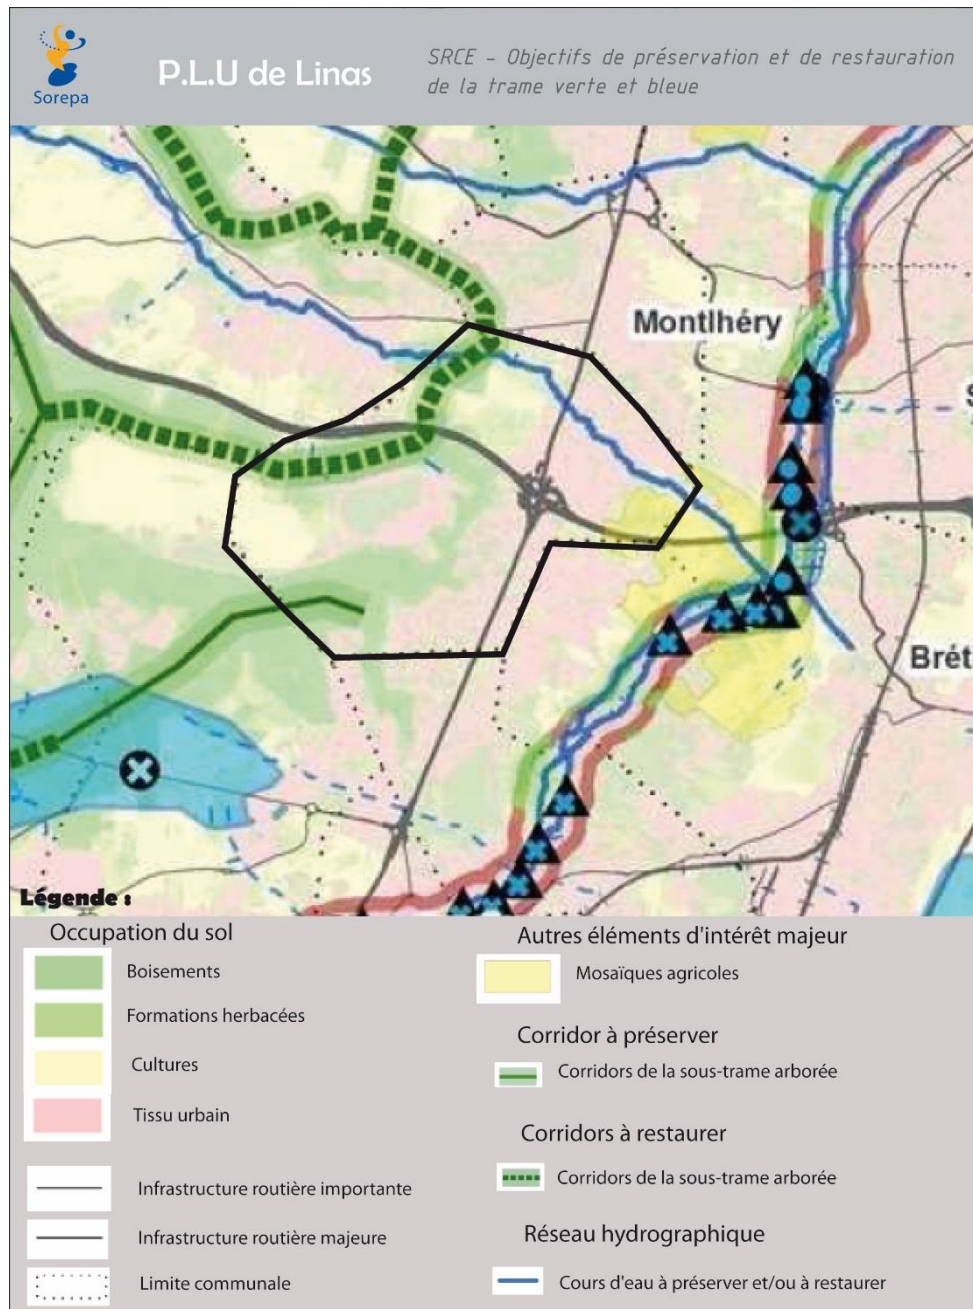 Sorepa
P.L.U de Linas
SRCE - Objectifs de préservation et de restauration
de la trame verte et bleue
Montlhéry
S
Brét
Légende :
Occupation du sol
Boisements
Formations herbacées
Cultures
Tissu urbain
Infrastructure routière importante
Infrastructure routière majeure
Limite communale
Autres éléments d'intérêt majeur
Mosaïques agricoles
Corridor à préserver
Corridors de la sous-trame arborée
Corridors à restaurer
Corridors de la sous-trame arborée
Réseau hydrographique
Cours d'eau à préserver et/ou à restaurer